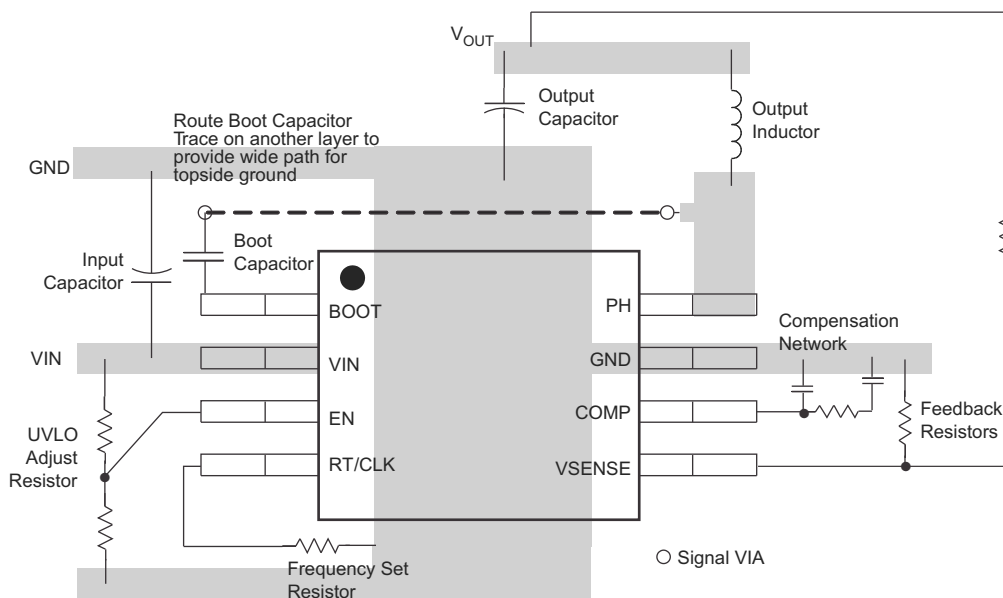 V_OUT
Output
Capacitor
Output
Inductor
Route Boot Capacitor
Trace on another layer to
provide wide path for
topside ground
GND
Boot
Capacitor
Input
Capacitor
BOOT
PH
Compensation
Network
VIN
VIN
GND
EN
COMP
Feedback
Resistors
UVLO
Adjust
Resistor
RT/CLK
VSENSE
Frequency Set
Resistor
Signal VIA